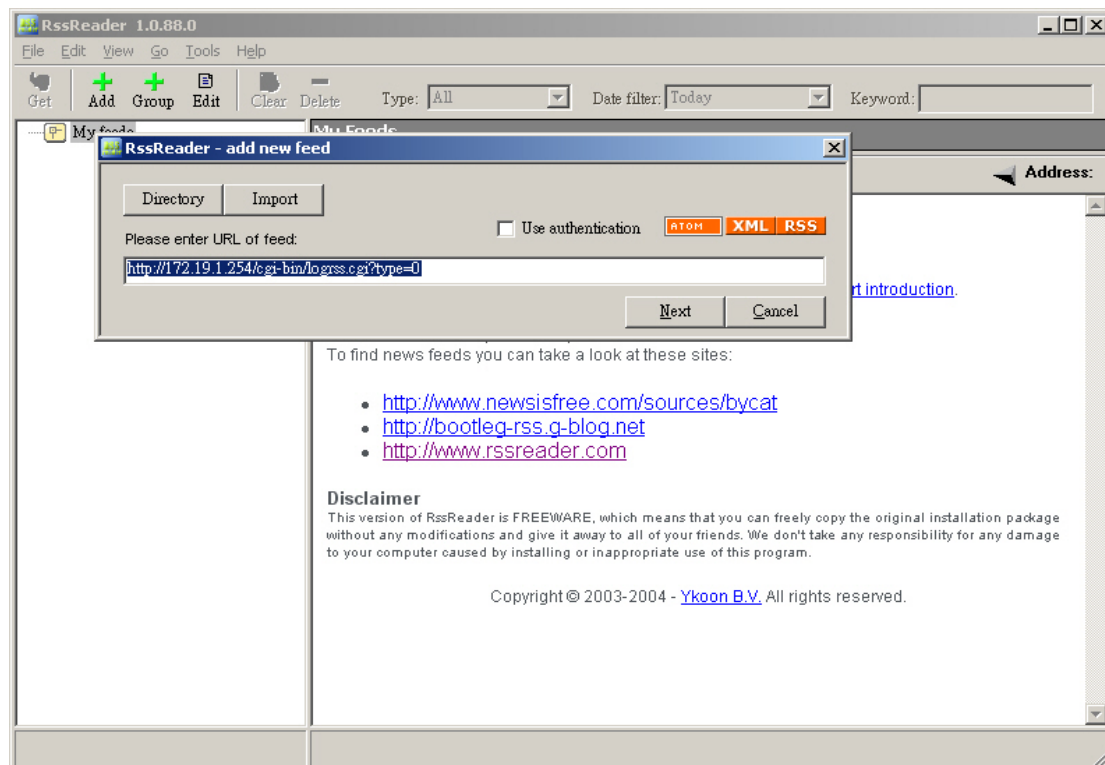 RssReader 1.0.88.0
File Edit View Go Tools Help
Get Add Group Edit Clear Delete Type: All Date filter: Today Keyword:
My feeds
My Feeds
Address:
RssReader - add new feed
Directory Import
Use authentication ATOM XML RSS
Please enter URL of feed:
http://172.19.1.254/cgi-bin/logrss.cgi?type=0
Next Cancel
introduction.
To find news feeds you can take a look at these sites:
http://www.newsisfree.com/sources/bycat
http://bootleg-rss.g-blog.net
http://www.rssreader.com
Disclaimer
This version of RssReader is FREEWARE, which means that you can freely copy the original installation package
without any modifications and give it away to all of your friends. We don't take any responsibility for any damage
to your computer caused by installing or inappropriate use of this program.
Copyright © 2003-2004 - Ykoon B.V. All rights reserved.